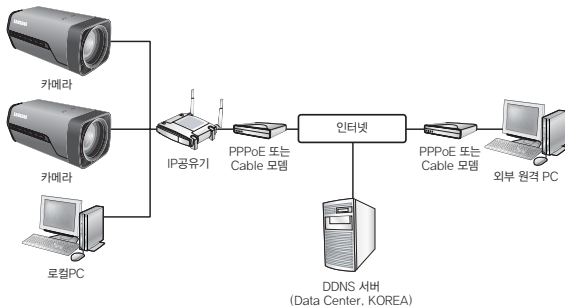 카메라
카메라
로컬PC
IP공유기
PPPoE 또는
Cable 모뎀
인터넷
PPPoE 또는
Cable 모뎀
외부 원격 PC
DDNS 서버
(Data Center, KOREA)
SAMSUNG
SAMSUNG